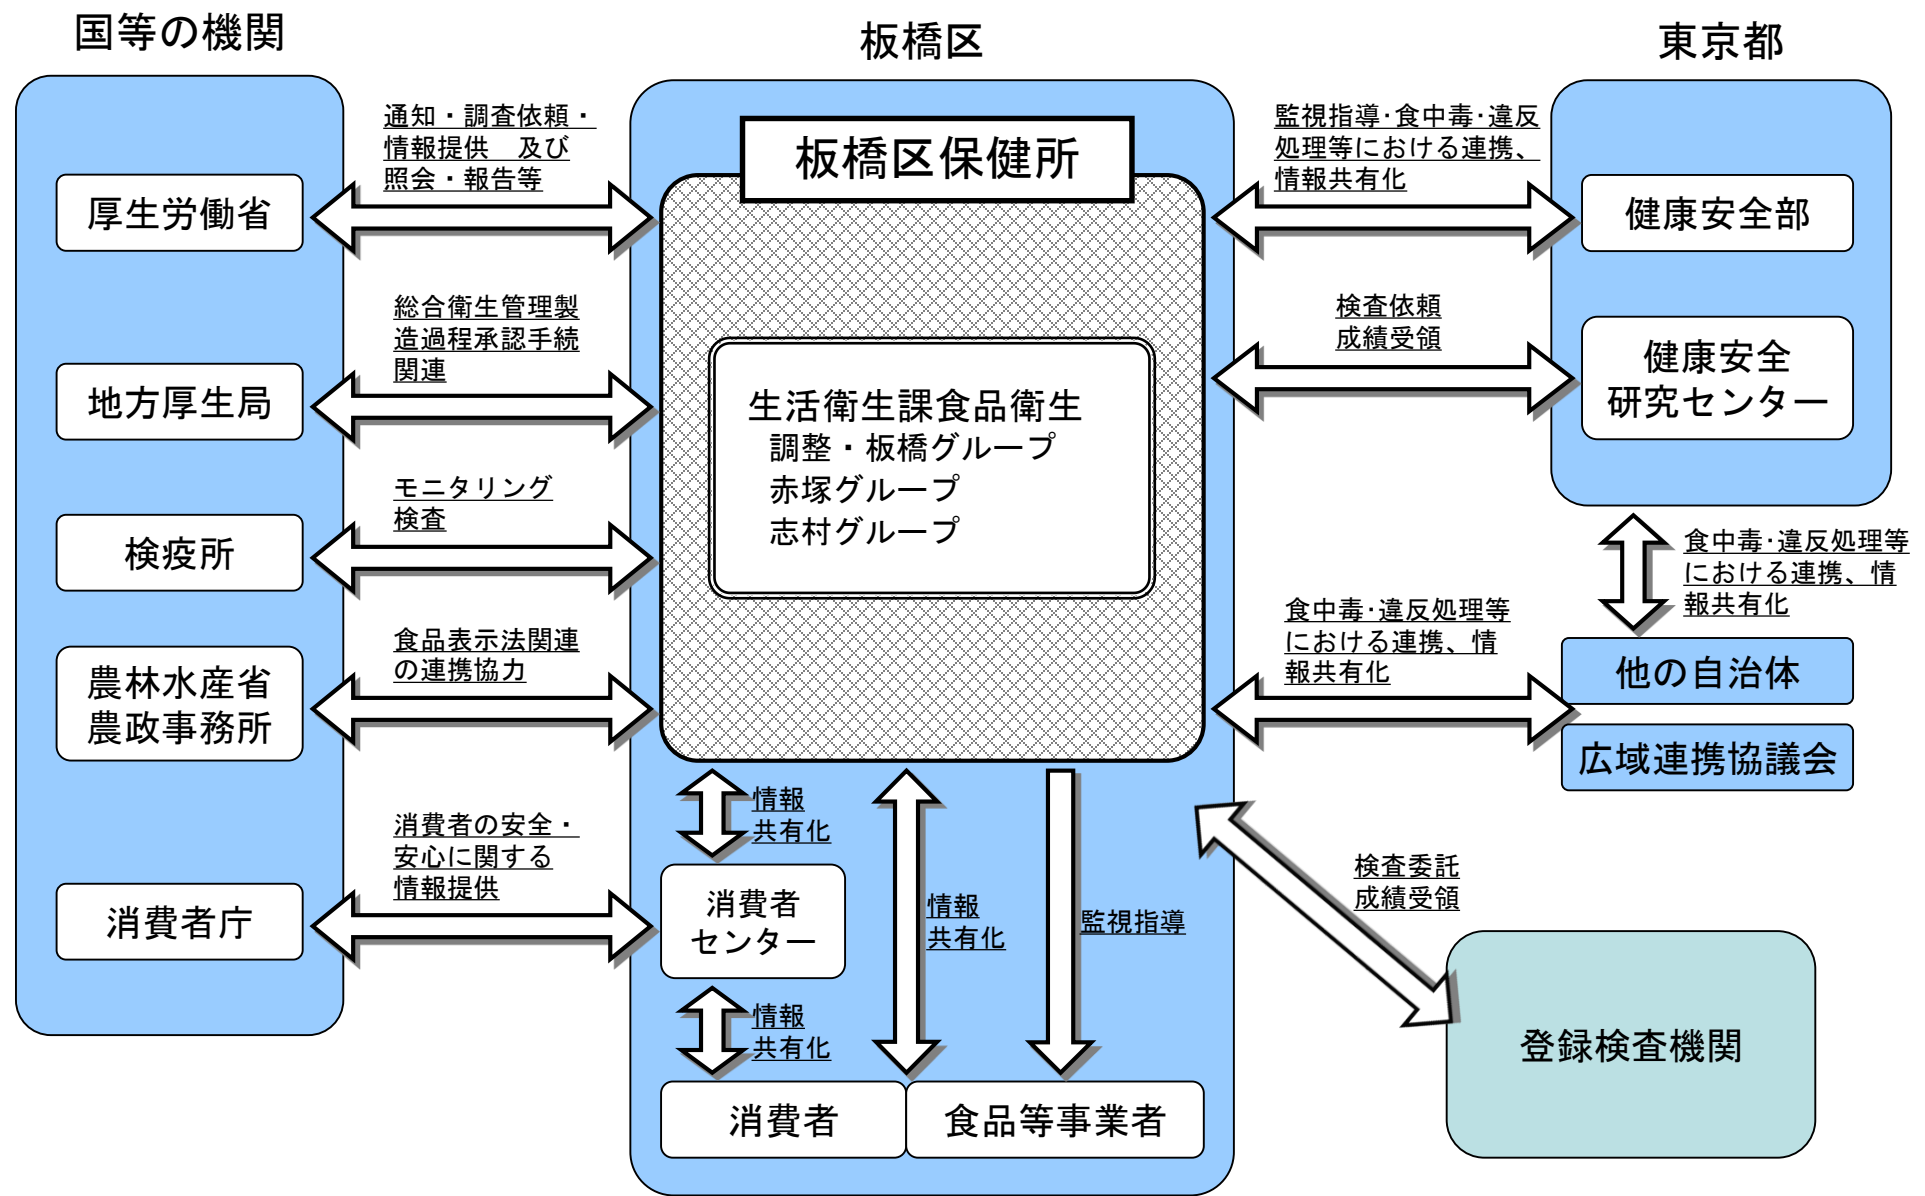 国等の機関
板橋区
東京都
通知・調査依頼・
情報提供　及び
照会・報告等
板橋区保健所
監視指導･食中毒･違反
処理等における連携、
情報共有化
厚生労働省
健康安全部
総合衛生管理製
造過程承認手続
関連
検査依頼
成績受領
地方厚生局
生活衛生課食品衛生
調整・板橋グループ
赤塚グループ
志村グループ
健康安全
研究センター
モニタリング
検査
検疫所
食中毒･違反処理等
における連携、情
報共有化
食品表示法関連
の連携協力
食中毒･違反処理等
における連携、情
報共有化
農林水産省
農政事務所
他の自治体
広域連携協議会
情報
共有化
消費者の安全・
安心に関する
情報提供
検査委託
成績受領
消費者庁
消費者
センター
情報
共有化
監視指導
情報
共有化
登録検査機関
消費者
食品等事業者